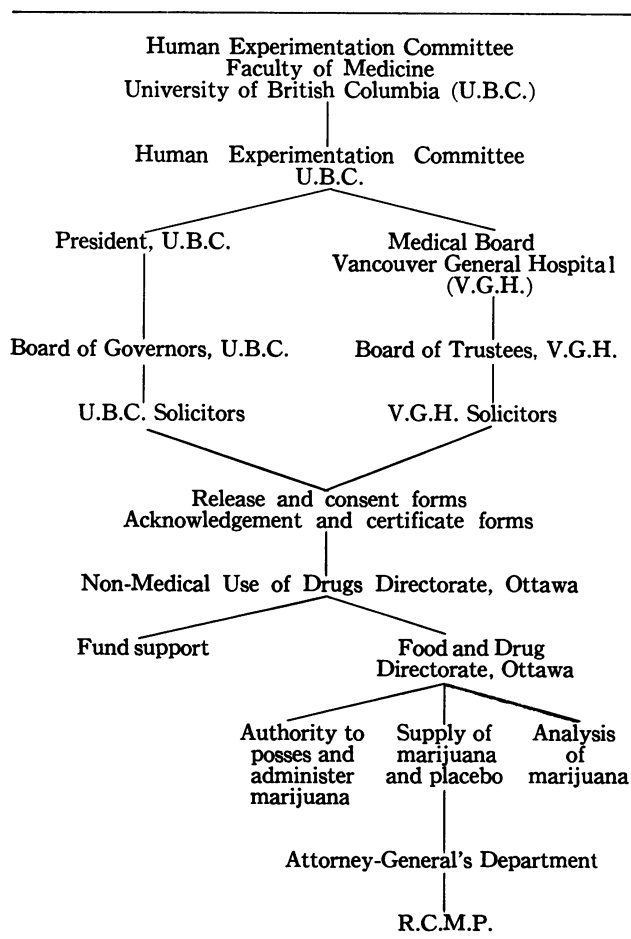 Human Experimentation Committee
Faculty of Medicine
University of British Columbia (U.B.C.)
Human Experimentation Committee
U.B.C.
President, U.B.C.
Medical Board
Vancouver General Hospital
(V.G.H.)
Board of Governors, U.B.C.
Board of Trustees, V.G.H.
U.B.C. Solicitors
V.G.H. Solicitors
Release and consent forms
Acknowledgement and certificate forms
Non-Medical Use of Drugs Directorate, Ottawa
Fund support
Food and Drug
Directorate, Ottawa
Authority to
posses and
administer
marijuana
Supply of
marijuana
and placebo
Analysis
of
marijuana
Attorney-General's Department
R.C.M.P.